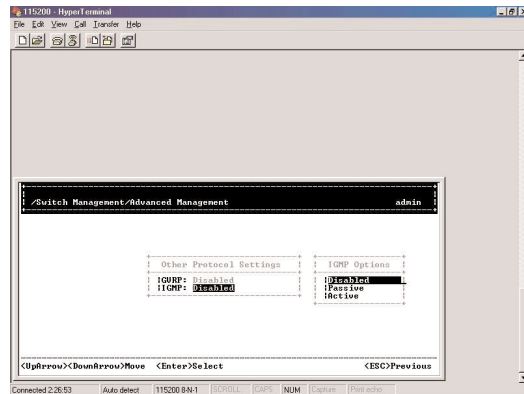 115200 - HyperTerminal
File Edit View Call Transfer Help
/Switch Management/Advanced Management admin
Other Protocol Settings
GVRP: Disabled
IGMP: Disabled
IGMP Options
Disabled
Passive
Active
<UpArrow><DownArrow>Move <Enter>Select <ESC>Previous
Connected 2:26:53 Auto detect 115200 8-N-1 SCROLL CAPS NUM Capture Print echo